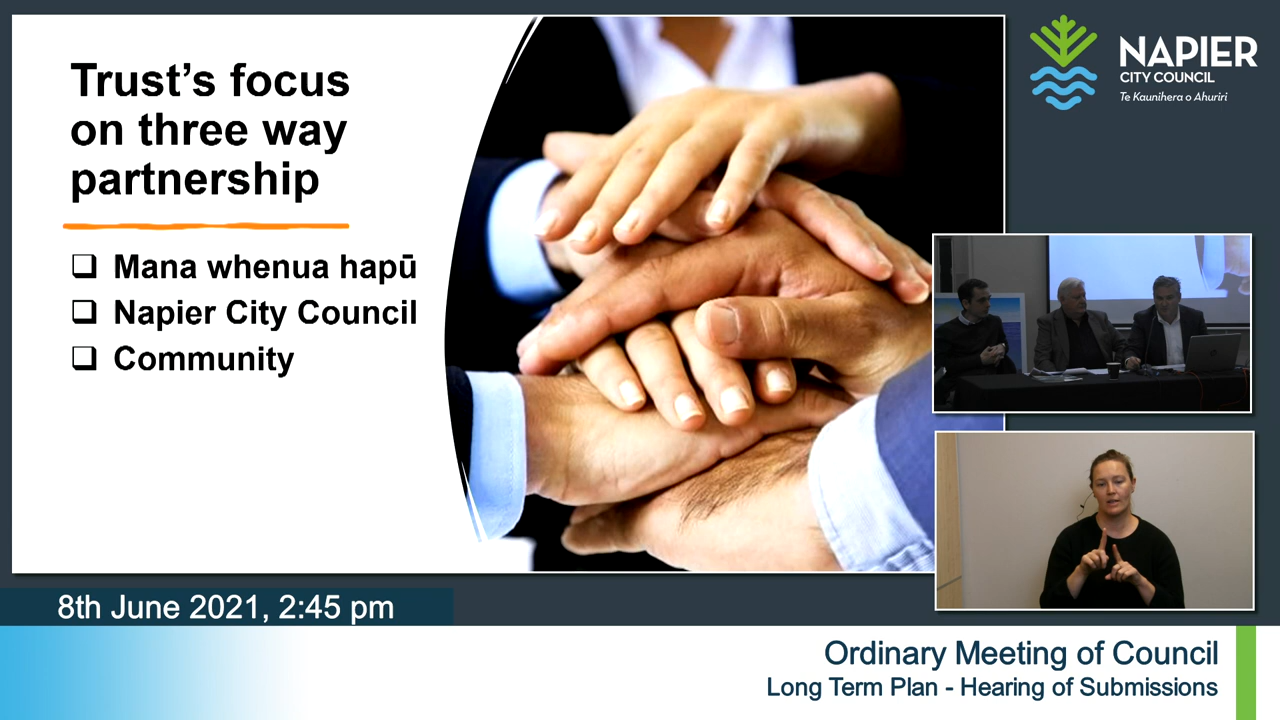 Trust’s focus
on three way
partnership
❑ Mana whenua hapū
❑ Napier City Council
❑ Community
NAPIER
CITY COUNCIL
Te Kaunihera o Ahuriri
8th June 2021, 2:45 pm
Ordinary Meeting of Council
Long Term Plan - Hearing of Submissions